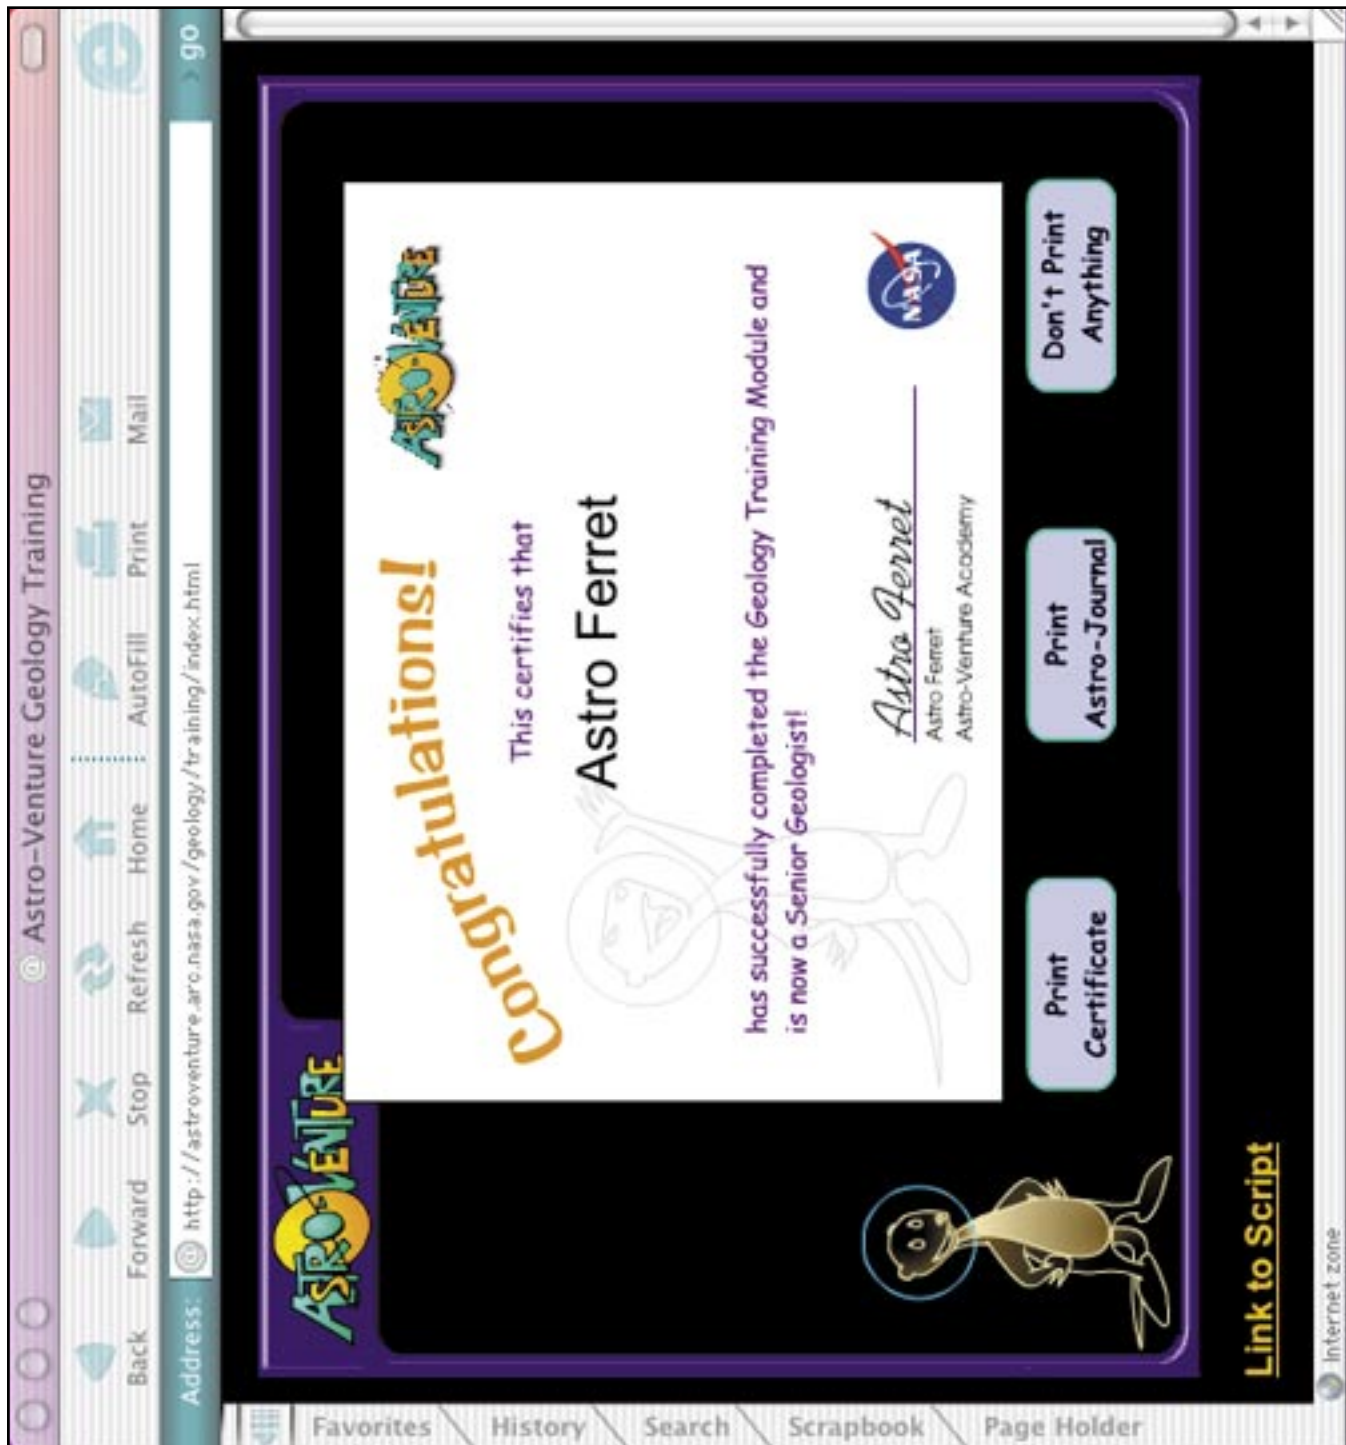 Astro-Venture Geology Training
Back Forward Stop Refresh Home AutoFill Print Mail
Address: http://astroventure.arc.nasa.gov/geology/training/index.html go
Favorites
History
Search
Scrapbook
Page Holder
ASTRO-VENTURE
Congratulations!
ASTRO-VENTURE
This certifies that
Astro Ferret
has successfully completed the Geology Training Module and
is now a Senior Geologist!
Astro Ferret
Astro Ferret
Astro-Venture Academy
NASA
Print
Certificate
Print
Astro-Journal
Don't Print
Anything
Link to Script
Internet zone